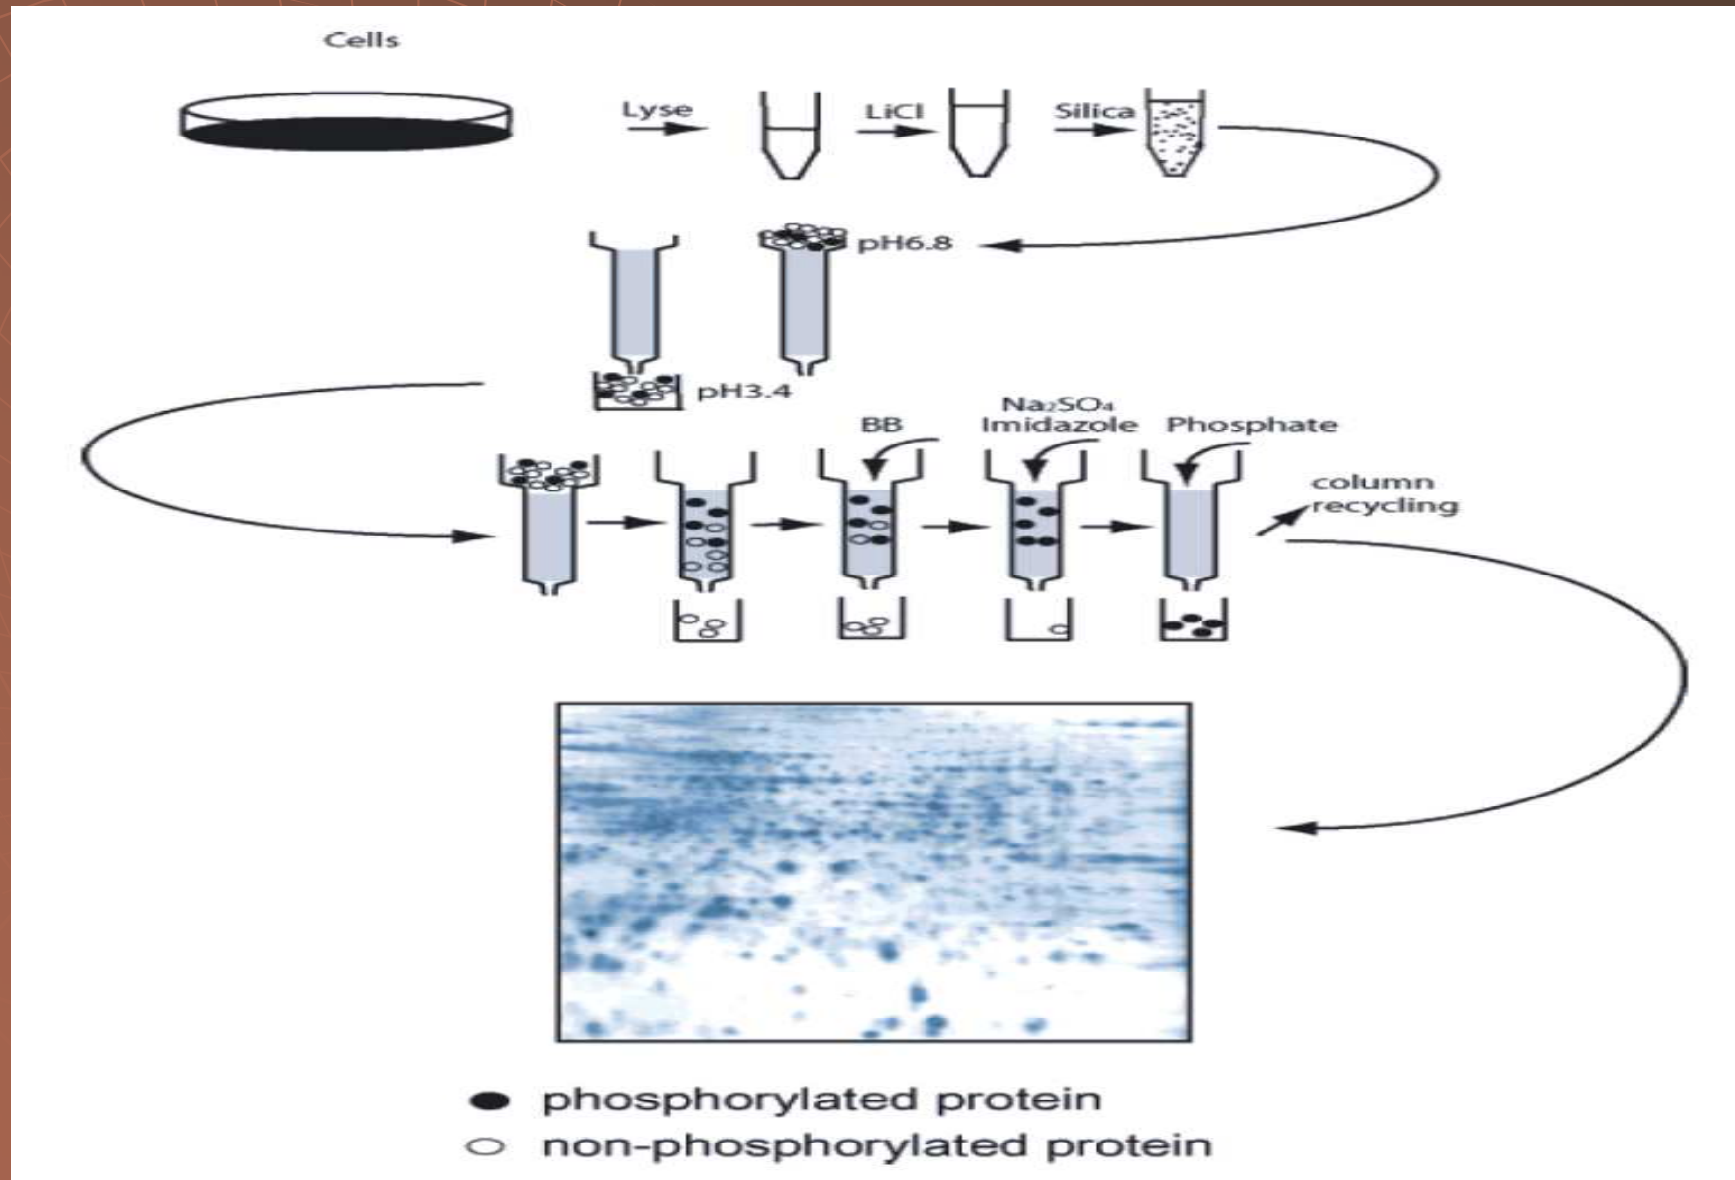 Cells
Lyse
LiCl
Silica
pH6.8
pH3.4
BB
Na₂SO₄
Imidazole
Phosphate
column
recycling
phosphorylated protein
non-phosphorylated protein